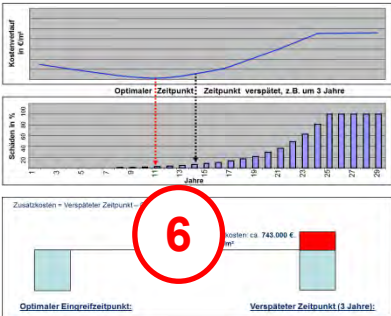 Kostenverlauf
in €/m²
Optimaler Zeitpunkt Zeitpunkt verspätet, z.B. um 3 Jahre
Schäden in %
20 40 60 80 100
1 3 5 7 9 11 13 15 17 19 21 23 25 27 29
Jahre
Zusatzkosten = Verspäteter Zeitpunkt –
kosten: ca. 743.000 €.
m²
6
Optimaler Eingreifzeitpunkt: Verspäteter Zeitpunkt (3 Jahre):